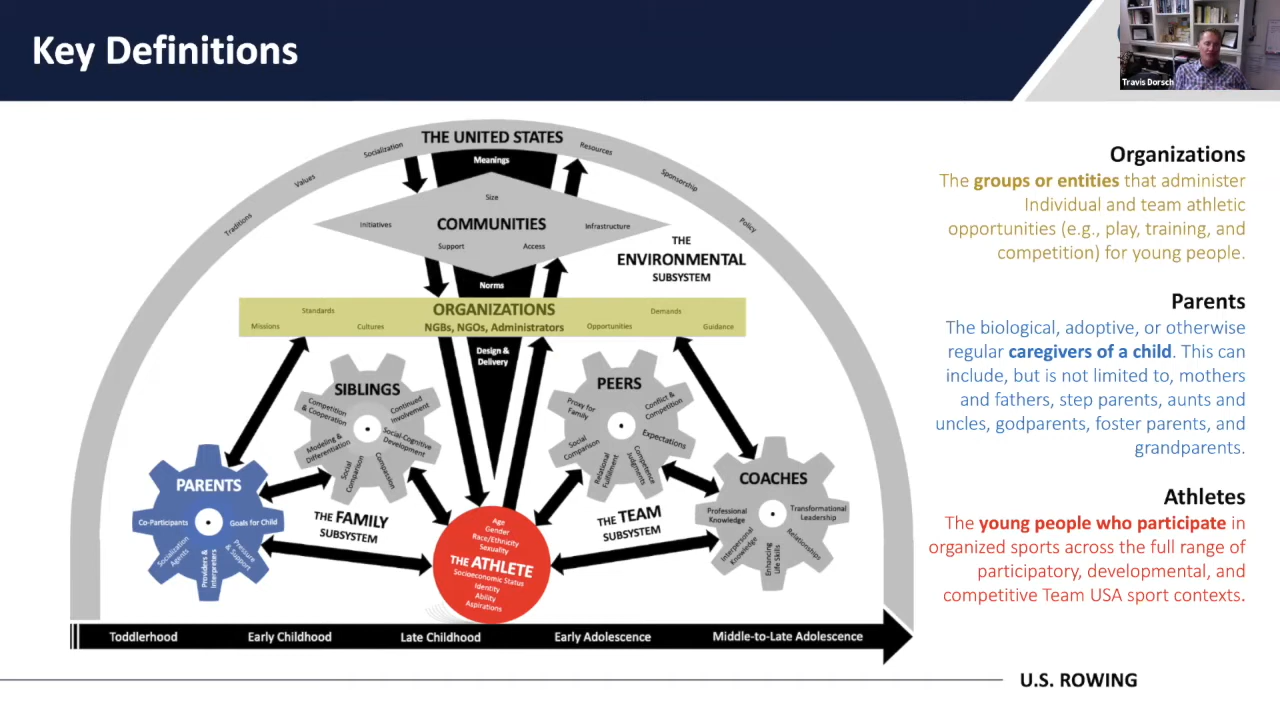 Key Definitions
Travis Dorsch
THE UNITED STATES
Traditions
Values
Socialization
Resources
Sponsorship
Policy
Meanings
Size
COMMUNITIES
Initiatives
Infrastructure
Support
Access
THE
ENVIRONMENTAL
SUBSYSTEM
Norms
ORGANIZATIONS
NGBs, NGOs, Administrators
Missions
Standards
Cultures
Opportunities
Demands
Guidance
Design &
Delivery
SIBLINGS
Competition
& Cooperation
Continued
Involvement
Modeling &
Differentiation
Social-Cognitive
Development
Social
Comparison
Compassion
PEERS
Proxy for
Family
Conflict &
Competition
Social
Comparison
Expectations
Relational
Fulfillment
Competence
Judgments
PARENTS
Co-Participants
Goals for Child
Socialization
Agents
Providers &
Interpreters
Pressure
& Support
THE FAMILY
SUBSYSTEM
THE TEAM
SUBSYSTEM
COACHES
Professional
Knowledge
Transformational
Leadership
Interpersonal
Knowledge
Enhancing
Life Skills
Relationships
Age
Gender
Race/Ethnicity
Sexuality
THE ATHLETE
Socioeconomic Status
Identity
Ability
Aspirations
Toddlerhood
Early Childhood
Late Childhood
Early Adolescence
Middle-to-Late Adolescence
Organizations
The groups or entities that administer
Individual and team athletic
opportunities (e.g., play, training, and
competition) for young people.
Parents
The biological, adoptive, or otherwise
regular caregivers of a child. This can
include, but is not limited to, mothers
and fathers, step parents, aunts and
uncles, godparents, foster parents, and
grandparents.
Athletes
The young people who participate in
organized sports across the full range of
participatory, developmental, and
competitive Team USA sport contexts.
U.S. ROWING